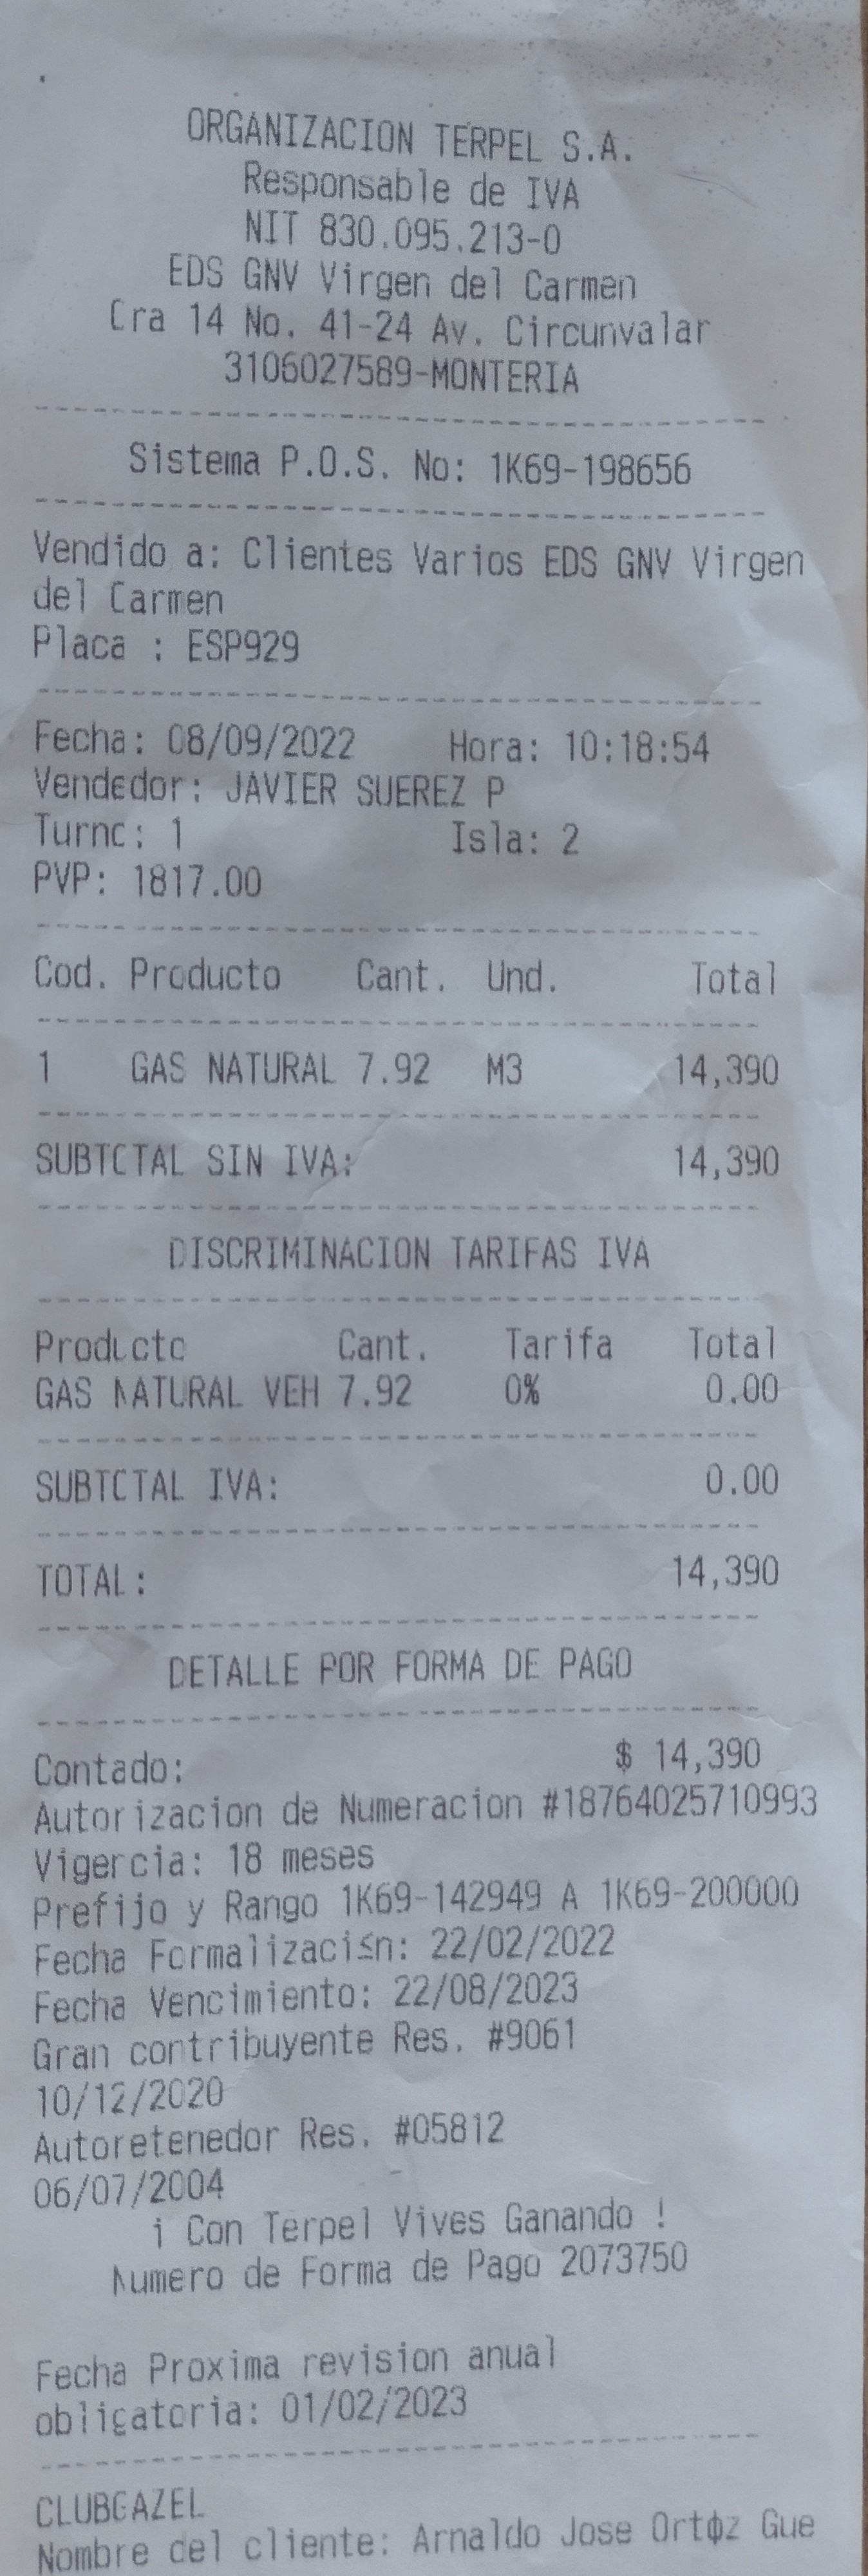 ORGANIZACION TERPEL S.A.
Responsable de IVA
NIT 830.095.213-0
EDS GNV Virgen del Carmen
Cra 14 No. 41-24 Av. Circunvalar
3106027589-MONTERIA
Sistema P.O.S. No: 1K69-198656
Vendido a: Clientes Varios EDS GNV Virgen
del Carmen
Placa : ESP929
Fecha: 08/09/2022 Hora: 10:18:54
Vendedor: JAVIER SUEREZ P
Turno: 1 Isla: 2
PVP: 1817.00
Cod. Producto Cant. Und. Total
1 GAS NATURAL 7.92 M3 14,390
SUBTOTAL SIN IVA: 14,390
DISCRIMINACION TARIFAS IVA
Producto Cant. Tarifa Total
GAS NATURAL VEH 7.92 0% 0.00
SUBTOTAL IVA: 0.00
TOTAL: 14,390
DETALLE POR FORMA DE PAGO
Contado: $ 14,390
Autorizacion de Numeracion #18764025710993
Vigencia: 18 meses
Prefijo y Rango 1K69-142949 A 1K69-200000
Fecha Formalizaci≤n: 22/02/2022
Fecha Vencimiento: 22/08/2023
Gran contribuyente Res. #9061
10/12/2020
Autoretenedor Res. #05812
06/07/2004
¡ Con Terpel Vives Ganando !
Numero de Forma de Pago 2073750
Fecha Proxima revision anual
obligatoria: 01/02/2023
CLUBGAZEL
Nombre del cliente: Arnaldo Jose Ortφz Gue